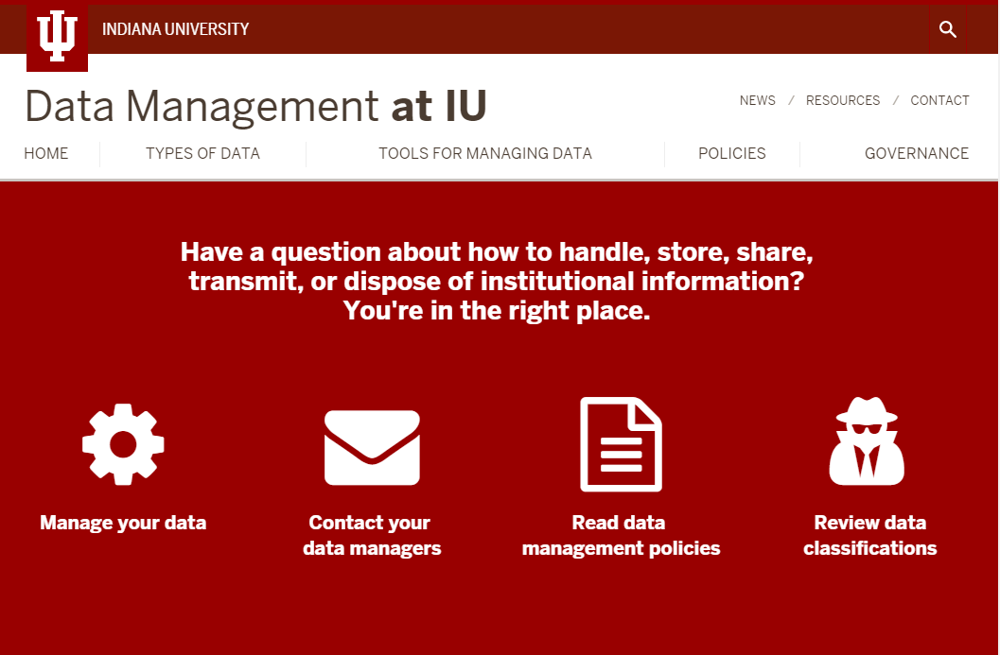 INDIANA UNIVERSITY
Data Management at IU
NEWS / RESOURCES / CONTACT
HOME TYPES OF DATA TOOLS FOR MANAGING DATA POLICIES GOVERNANCE
Have a question about how to handle, store, share,
transmit, or dispose of institutional information?
You're in the right place.
Manage your data
Contact your
data managers
Read data
management policies
Review data
classifications